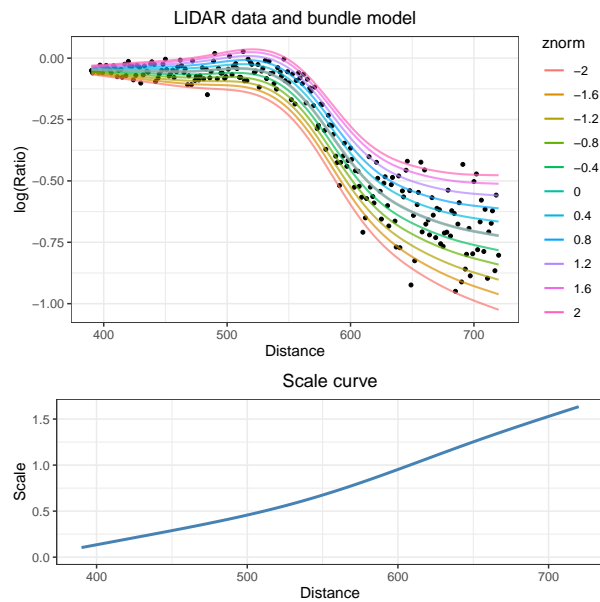 LIDAR data and bundle model
log(Ratio)
0.00
−0.25
−0.50
−0.75
−1.00
400 500 600 700
Distance
znorm
−2
−1.6
−1.2
−0.8
−0.4
0
0.4
0.8
1.2
1.6
2
Scale curve
Scale
1.5
1.0
0.5
0.0
400 500 600 700
Distance